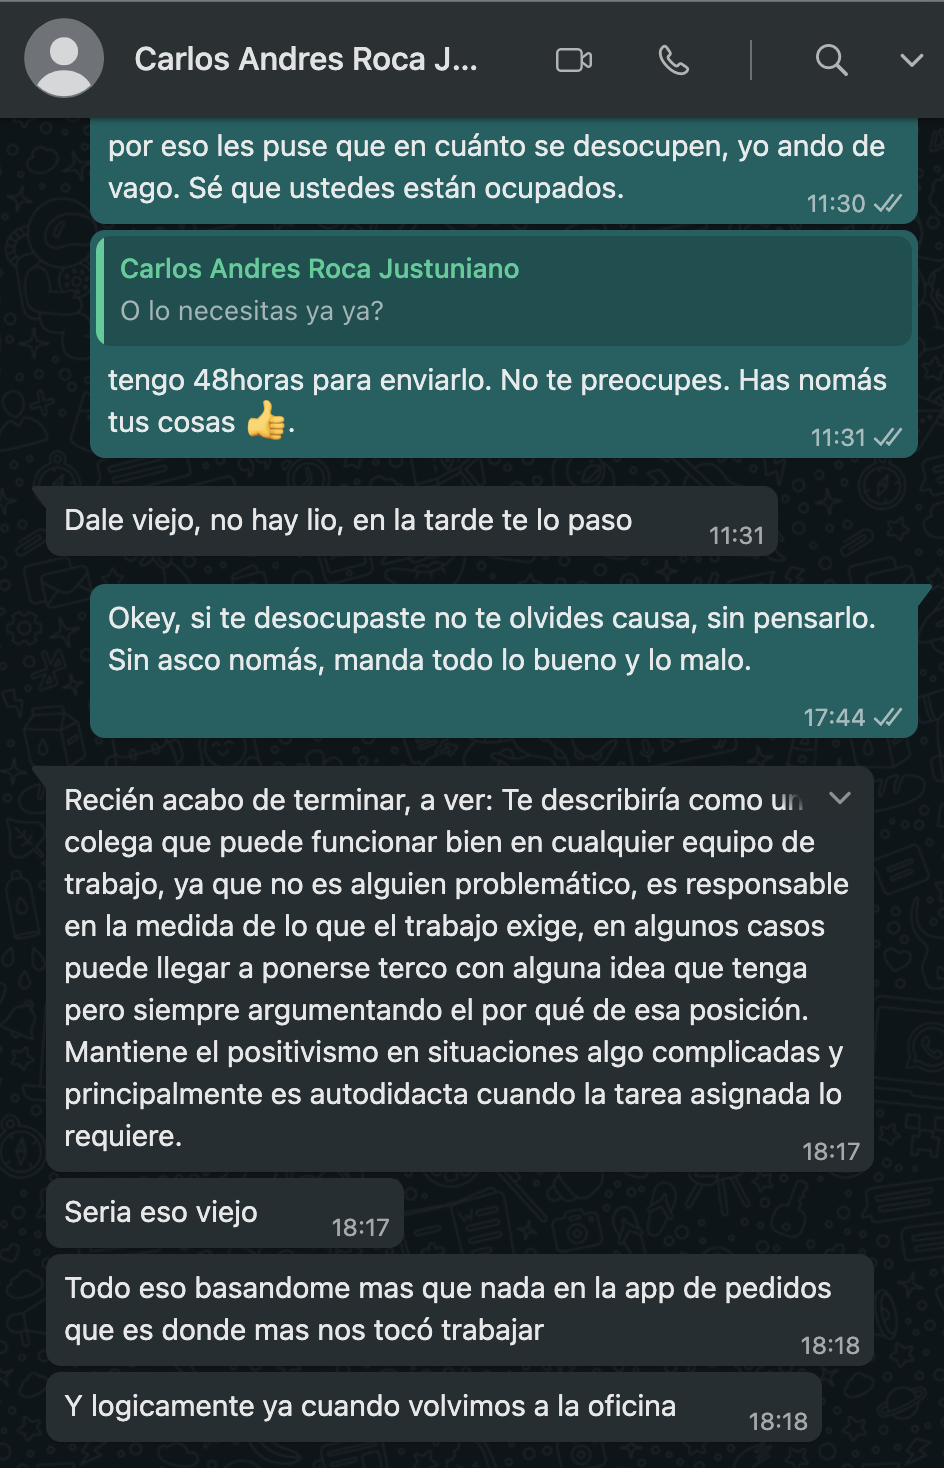 Carlos Andres Roca J...
por eso les puse que en cuánto se desocupen, yo ando de
vago. Sé que ustedes están ocupados.
11:30
Carlos Andres Roca Justuniano
O lo necesitas ya ya?
tengo 48horas para enviarlo. No te preocupes. Has nomás
tus cosas 👍.
11:31
Dale viejo, no hay lio, en la tarde te lo paso
11:31
Okey, si te desocupaste no te olvides causa, sin pensarlo.
Sin asco nomás, manda todo lo bueno y lo malo.
17:44
Recién acabo de terminar, a ver: Te describiría como un
colega que puede funcionar bien en cualquier equipo de
trabajo, ya que no es alguien problemático, es responsable
en la medida de lo que el trabajo exige, en algunos casos
puede llegar a ponerse terco con alguna idea que tenga
pero siempre argumentando el por qué de esa posición.
Mantiene el positivismo en situaciones algo complicadas y
principalmente es autodidacta cuando la tarea asignada lo
requiere.
18:17
Seria eso viejo
18:17
Todo eso basandome mas que nada en la app de pedidos
que es donde mas nos tocó trabajar
18:18
Y logicamente ya cuando volvimos a la oficina
18:18